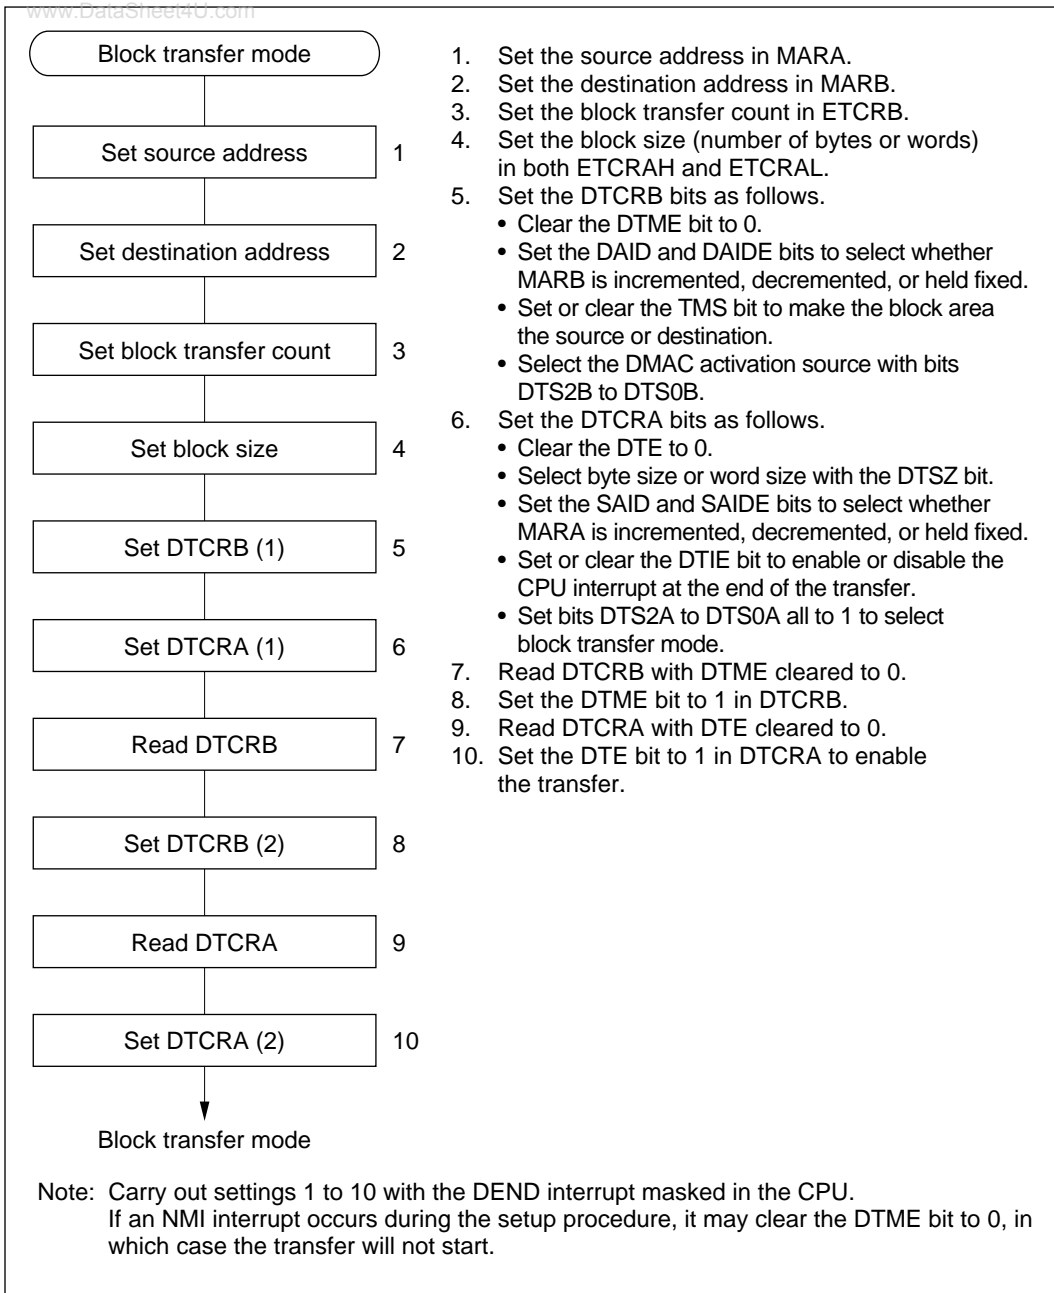 www.DataSheet4U.com
Block transfer mode
Set source address 1
Set destination address 2
Set block transfer count 3
Set block size 4
Set DTCRB (1) 5
Set DTCRA (1) 6
Read DTCRB 7
Set DTCRB (2) 8
Read DTCRA 9
Set DTCRA (2) 10
Block transfer mode
1. Set the source address in MARA.
2. Set the destination address in MARB.
3. Set the block transfer count in ETCRB.
4. Set the block size (number of bytes or words)
in both ETCRAH and ETCRAL.
5. Set the DTCRB bits as follows.
• Clear the DTME bit to 0.
• Set the DAID and DAIDE bits to select whether
MARB is incremented, decremented, or held fixed.
• Set or clear the TMS bit to make the block area
the source or destination.
• Select the DMAC activation source with bits
DTS2B to DTS0B.
6. Set the DTCRA bits as follows.
• Clear the DTE to 0.
• Select byte size or word size with the DTSZ bit.
• Set the SAID and SAIDE bits to select whether
MARA is incremented, decremented, or held fixed.
• Set or clear the DTIE bit to enable or disable the
CPU interrupt at the end of the transfer.
• Set bits DTS2A to DTS0A all to 1 to select
block transfer mode.
7. Read DTCRB with DTME cleared to 0.
8. Set the DTME bit to 1 in DTCRB.
9. Read DTCRA with DTE cleared to 0.
10. Set the DTE bit to 1 in DTCRA to enable
the transfer.
Note: Carry out settings 1 to 10 with the DEND interrupt masked in the CPU.
If an NMI interrupt occurs during the setup procedure, it may clear the DTME bit to 0, in
which case the transfer will not start.